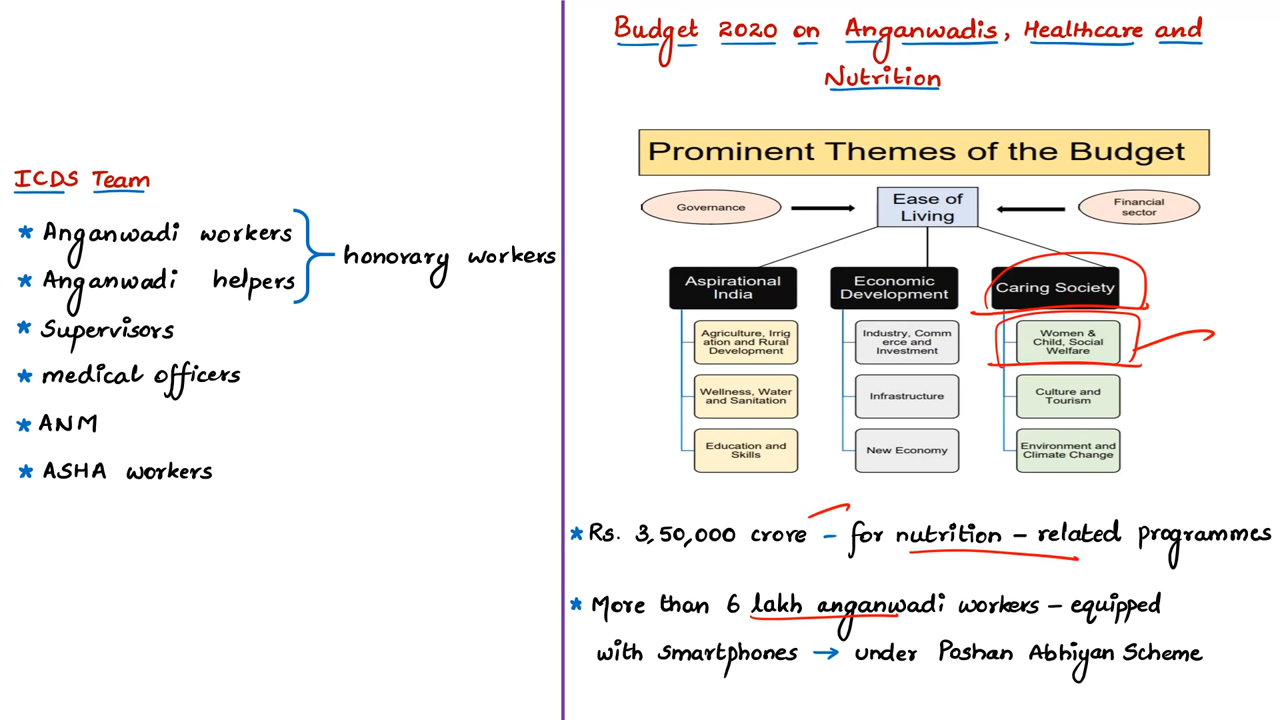 ICDS Team
* Anganwadi workers
* Anganwadi helpers
honorary workers
* Supervisors
* medical officers
* ANM
* ASHA workers
Budget 2020 on Anganwadis, Healthcare and
Nutrition
Prominent Themes of the Budget
Governance
Ease of
Living
Financial
sector
Aspirational
India
Economic
Development
Caring Society
Agriculture, Irrig
ation and Rural
Development
Industry, Comm
erce and
Investment
Women &
Child, Social
Welfare
Wellness, Water
and Sanitation
Infrastructure
Culture and
Tourism
Education and
Skills
New Economy
Environment and
Climate Change
* Rs. 3,50,000 crore – for nutrition – related programmes
* More than 6 lakh anganwadi workers – equipped
with smartphones → under Poshan Abhiyan Scheme